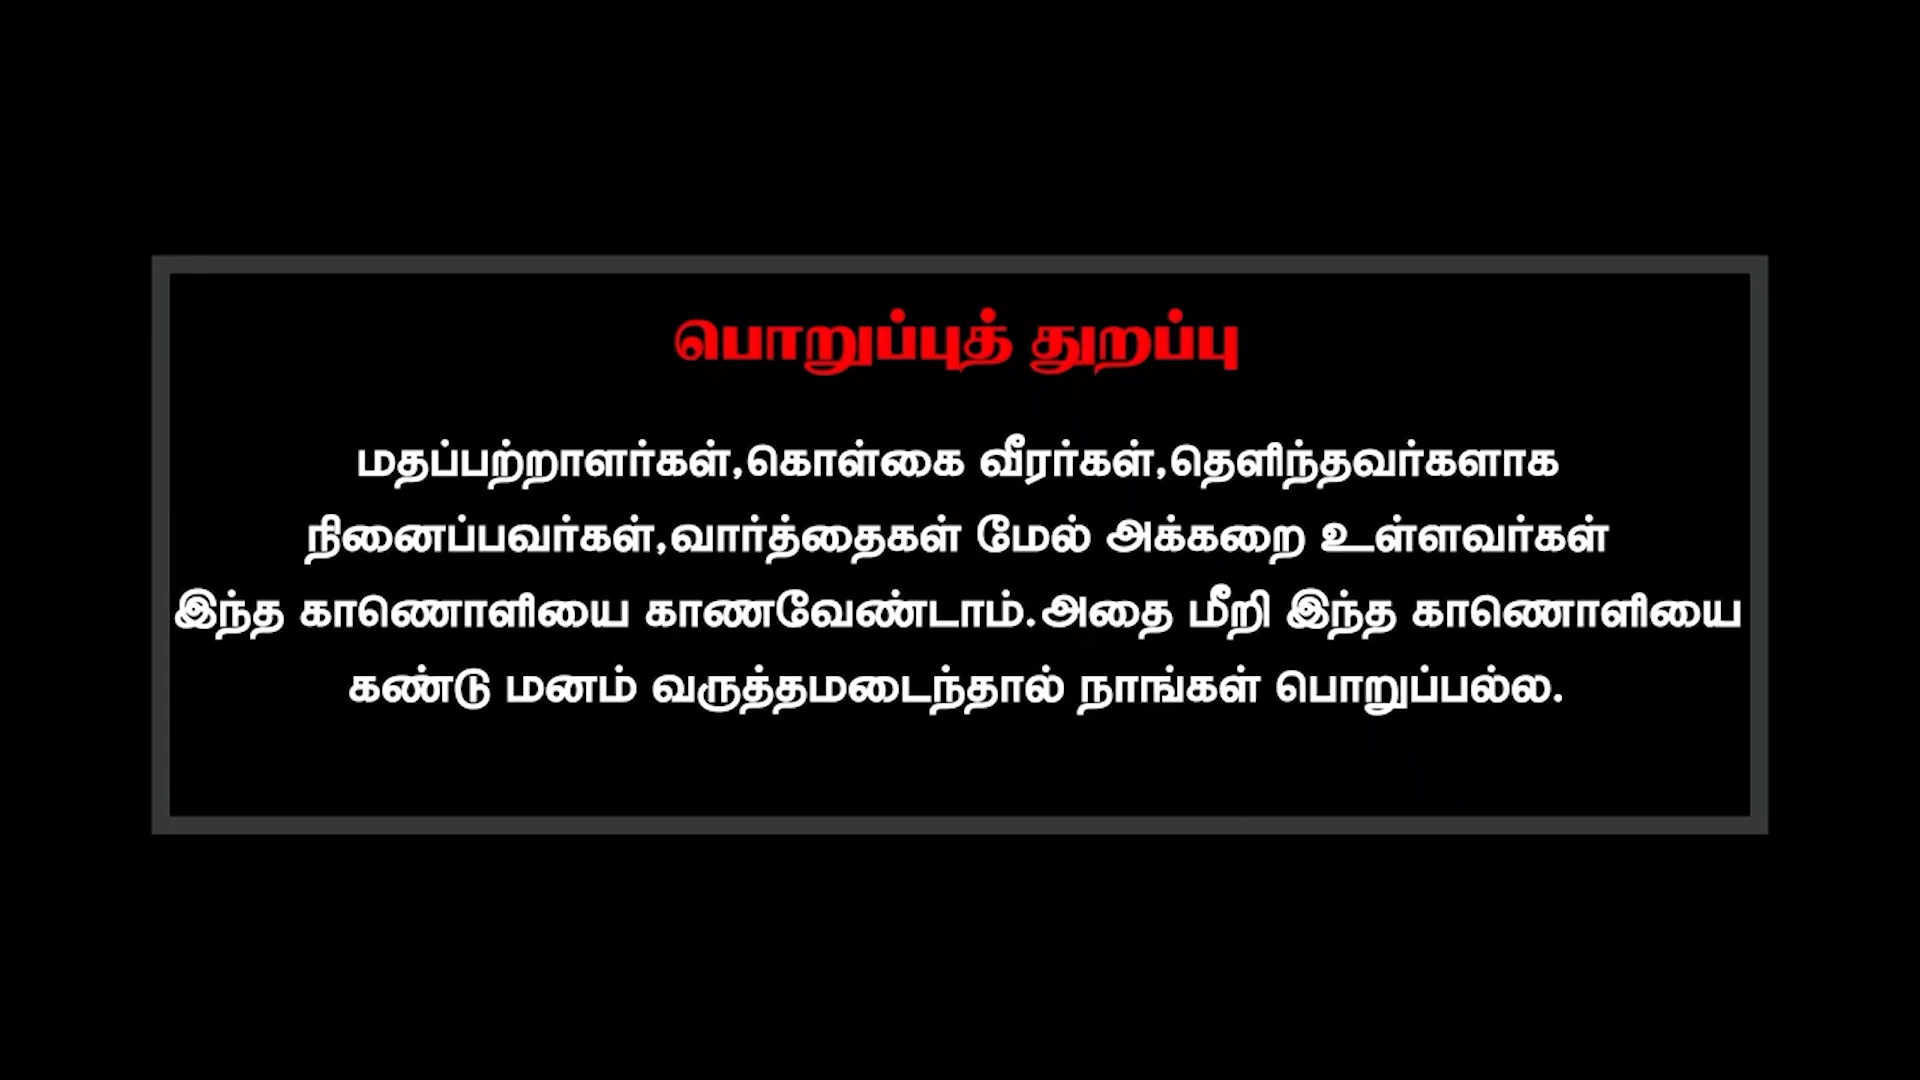 பொறுப்புத் துறப்பு
மதப்பற்றாளர்கள்,கொள்கை வீரர்கள்,தெளிந்தவர்களாக
நினைப்பவர்கள்,வார்த்தைகள் மேல் அக்கறை உள்ளவர்கள்
இந்த காணொளியை காணவேண்டாம்.அதை மீறி இந்த காணொளியை
கண்டு மனம் வருத்தமடைந்தால் நாங்கள் பொறுப்பல்ல.